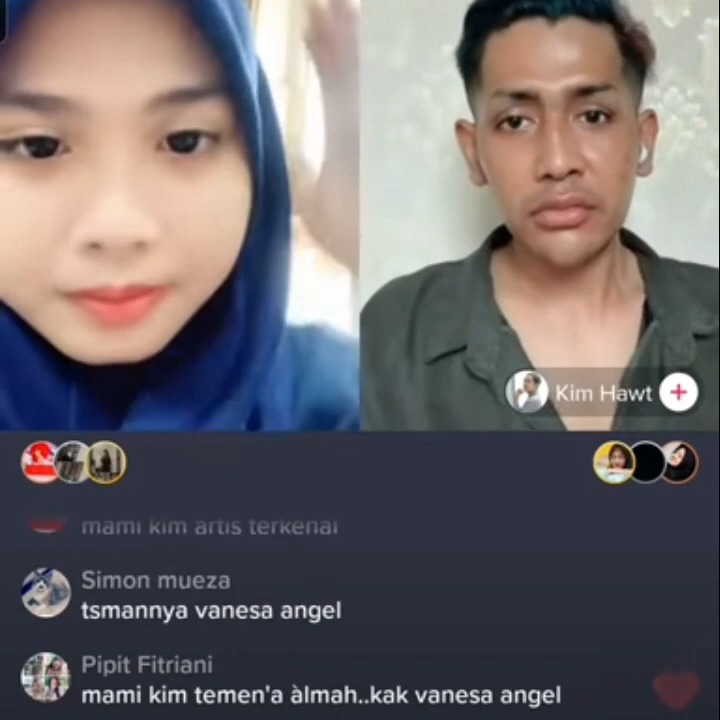 Kim Hawt
mami kim artis terkenal
Simon mueza
tsmannya vanesa angel
Pipit Fitriani
mami kim temen'a àlmah..kak vanesa angel